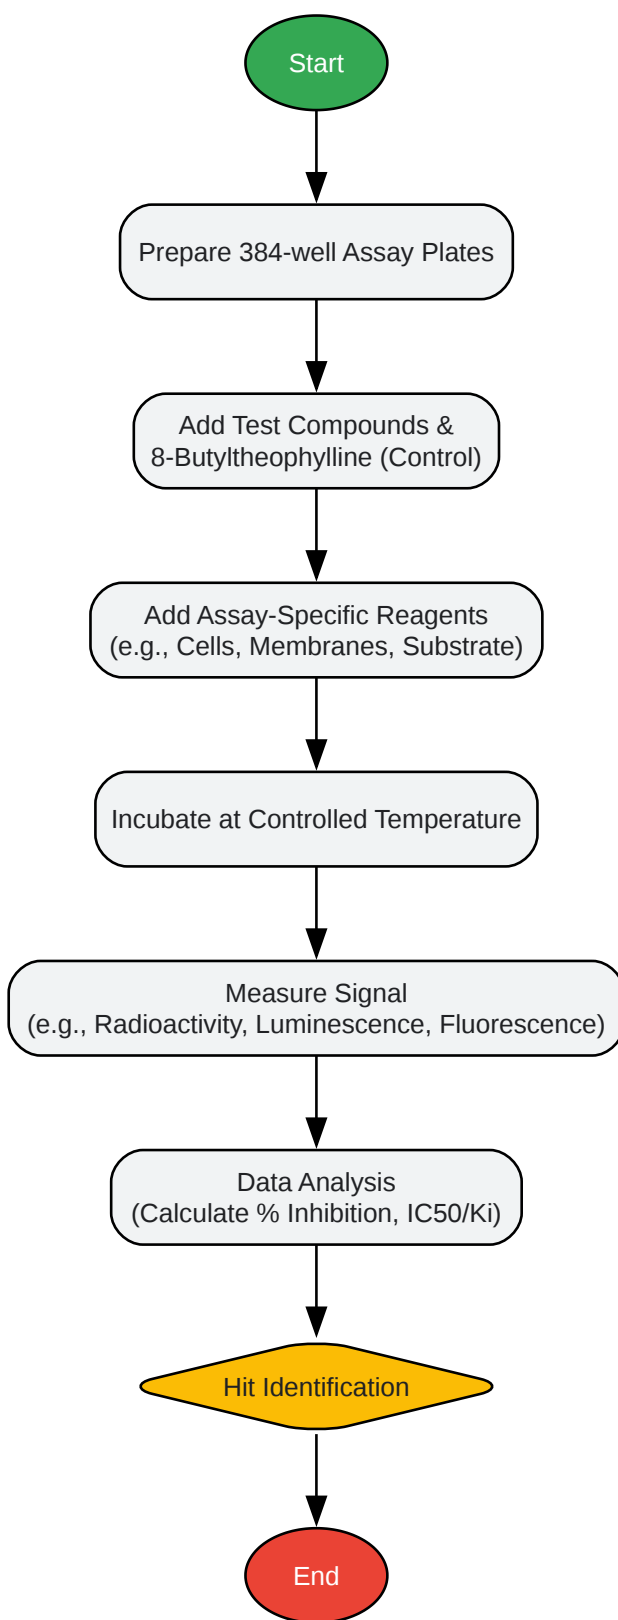 Start
Prepare 384-well Assay Plates
Add Test Compounds &
8-Butyltheophylline (Control)
Add Assay-Specific Reagents
(e.g., Cells, Membranes, Substrate)
Incubate at Controlled Temperature
Measure Signal
(e.g., Radioactivity, Luminescence, Fluorescence)
Data Analysis
(Calculate % Inhibition, IC50/Ki)
Hit Identification
End